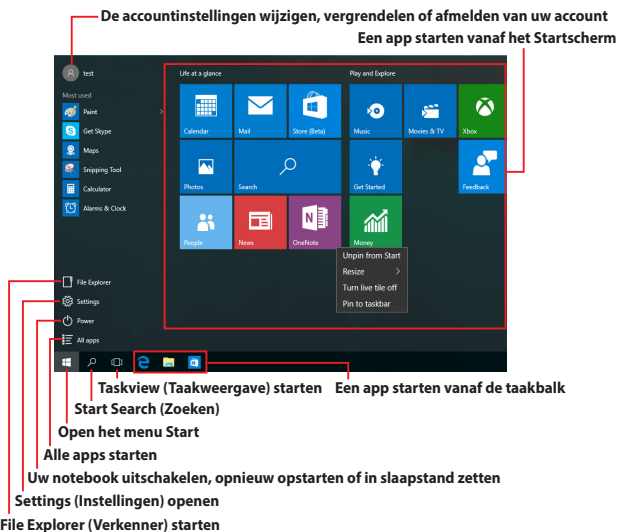 De accountinstellingen wijzigen, vergrendelen of afmelden van uw account
Een app starten vanaf het Startscherm
test
Most used
Paint
Get Skype
Maps
Snipping Tool
Calculator
Alarms & Clock
File Explorer
Settings
Power
All apps
Life at a glance
Play and Explore
Calendar
Mail
Store (Beta)
Music
Movies & TV
Xbox
Photos
Search
Get Started
Feedback
People
News
OneNote
Money
Unpin from Start
Resize
Turn live tile off
Pin to taskbar
Taskview (Taakweergave) starten
Een app starten vanaf de taakbalk
Start Search (Zoeken)
Open het menu Start
Alle apps starten
Uw notebook uitschakelen, opnieuw opstarten of in slaapstand zetten
Settings (Instellingen) openen
File Explorer (Verkenner) starten